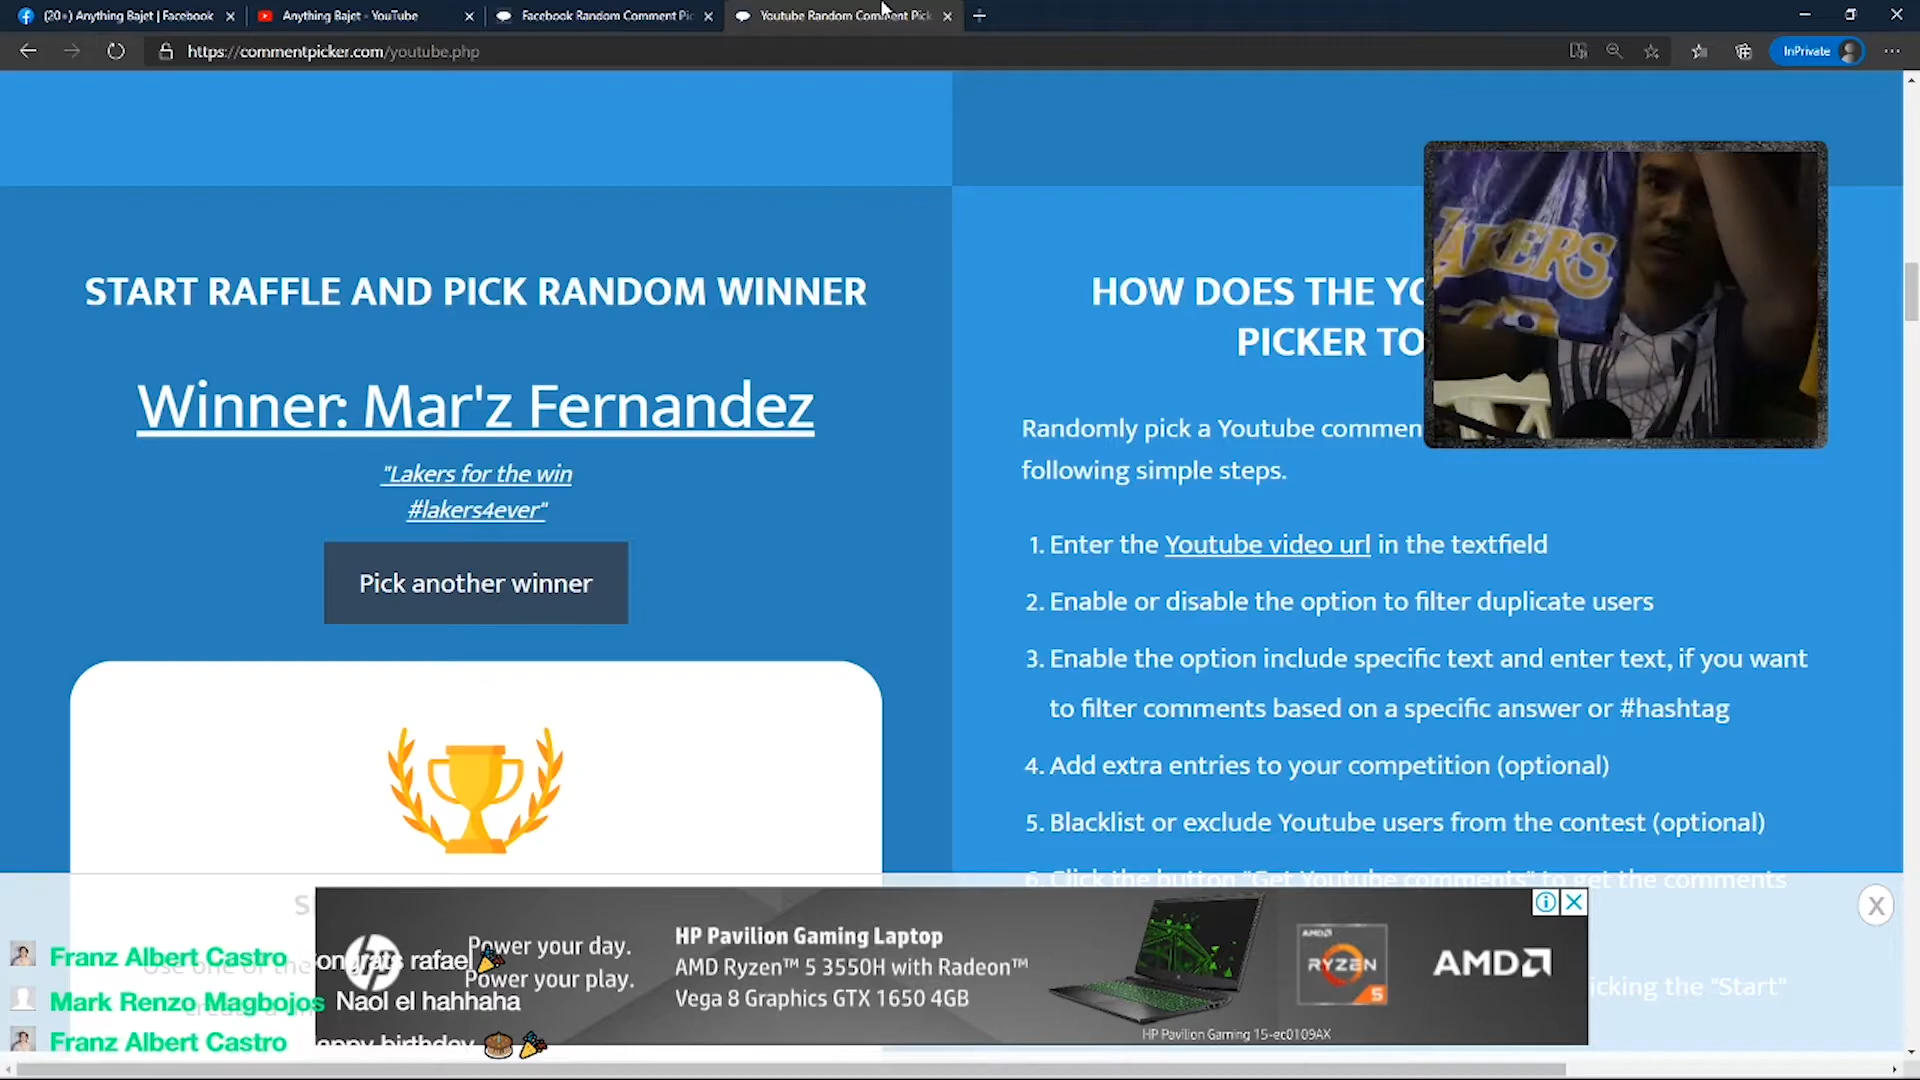 (20+) Anything Bajet | Facebook
Anything Bajet - YouTube
Facebook Random Comment Pic
Youtube Random Comment Pick
https://commentpicker.com/youtube.php
InPrivate
START RAFFLE AND PICK RANDOM WINNER
Winner: Mar'z Fernandez
"Lakers for the win
#lakers4ever"
Pick another winner
HOW DOES THE
PICKER TO
LAKERS
Randomly pick a Youtube commen
following simple steps.
1. Enter the Youtube video url in the textfield
2. Enable or disable the option to filter duplicate users
3. Enable the option include specific text and enter text, if you want
to filter comments based on a specific answer or #hashtag
4. Add extra entries to your competition (optional)
5. Blacklist or exclude Youtube users from the contest (optional)
6. Click the button "Get Youtube comments" to get the comments
icking the "Start"
X
hp
Power your day.
Power your play.
HP Pavilion Gaming Laptop
AMD Ryzen™ 5 3550H with Radeon™
Vega 8 Graphics GTX 1650 4GB
HP Pavilion Gaming 15-ec0109AX
AMD
RYZEN
5
AMD
Franz Albert Castro ongrats rafael 🎉
Mark Renzo Magbojos Naol el hahhaha
Franz Albert Castro appy birthday 🎂🎉